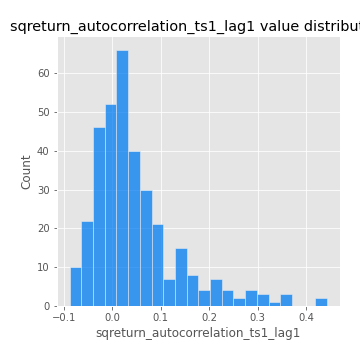 sqreturn_autocorrelation_ts1_lag1 value distribut
60
50
40
30
20
10
0
Count
−0.1 0.0 0.1 0.2 0.3 0.4
sqreturn_autocorrelation_ts1_lag1